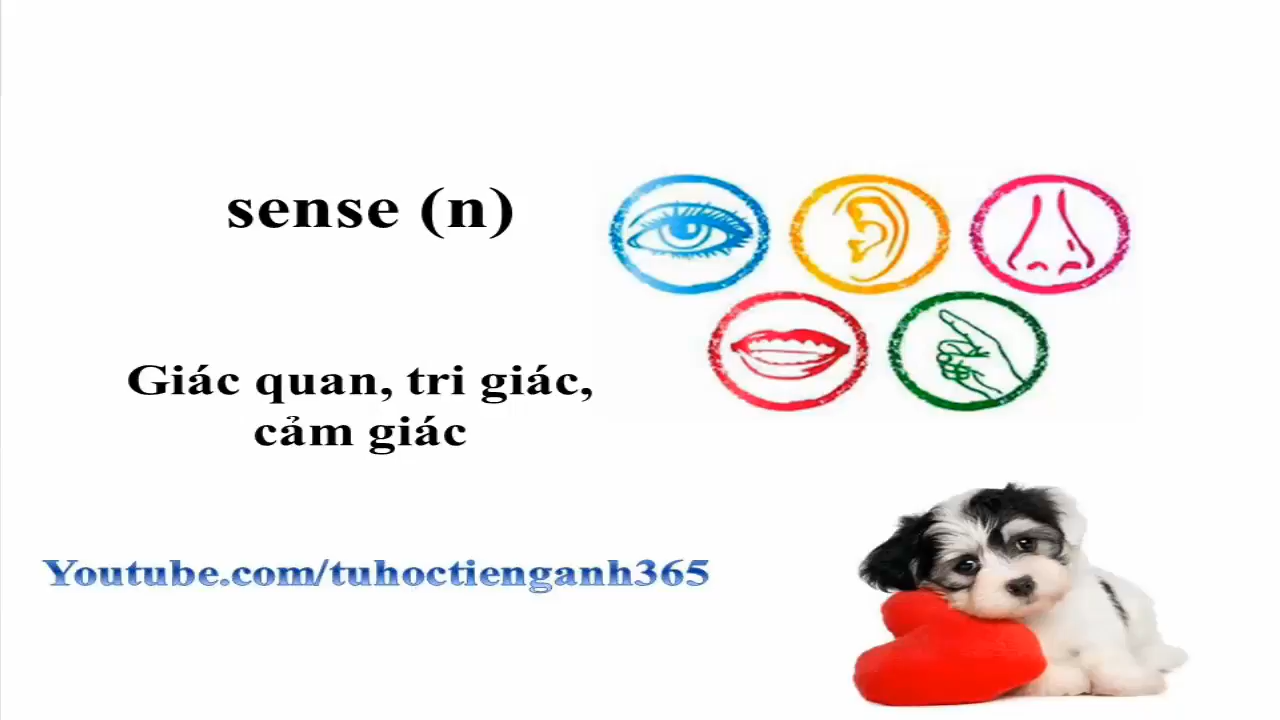 sense (n)
Giác quan, tri giác,
cảm giác
Youtube.com/tuhoctienganh365